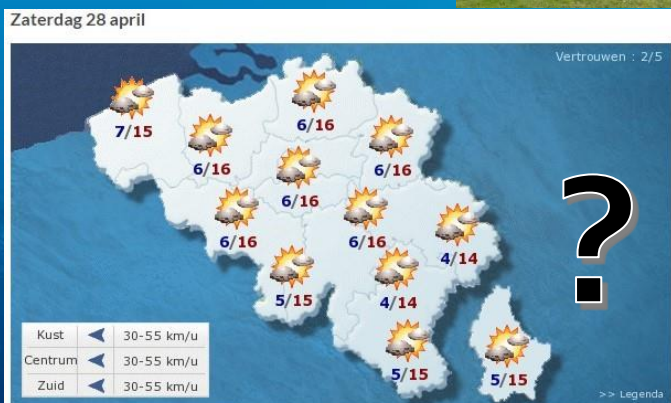 Zaterdag 28 april
Vertrouwen : 2/5
7/15
6/16
6/16
6/16
6/16
6/16
6/16
4/14
5/15
4/14
5/15
5/15
?
Kust 30-55 km/u
Centrum 30-55 km/u
Zuid 30-55 km/u
>> Legenda